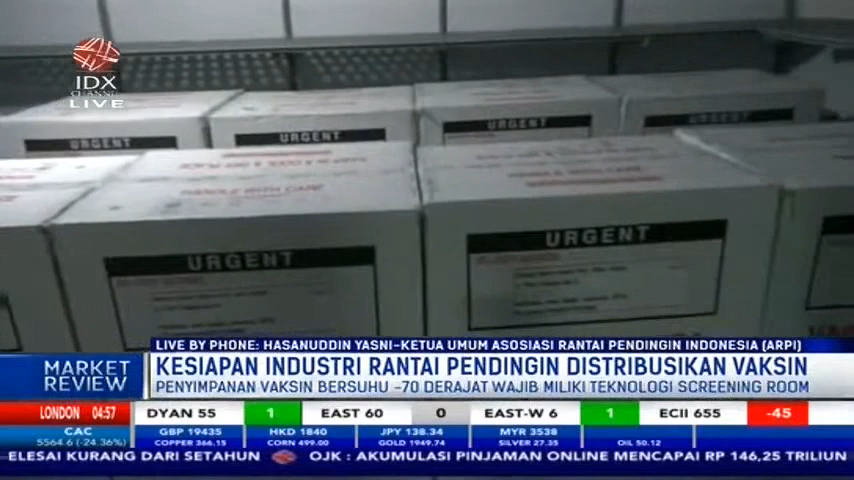 IDX
CHANNEL
LIVE
URGENT
URGENT
URGENT
URGENT
HANDLE WITH CARE
URGENT
URGENT
LIVE BY PHONE: HASANUDDIN YASNI-KETUA UMUM ASOSIASI RANTAI PENDINGIN INDONESIA (ARPI)
MARKET REVIEW
KESIAPAN INDUSTRI RANTAI PENDINGIN DISTRIBUSIKAN VAKSIN
PENYIMPANAN VAKSIN BERSUHU -70 DERAJAT WAJIB MILIKI TEKNOLOGI SCREENING ROOM
LONDON 04:57 DYAN 55 1 EAST 60 0 EAST-W 6 1 ECII 655 -45
CAC GBP 19435 HKD 1840 JPY 138.34 MYR 3538
5564.6 (-24.36%) COPPER 366.15 CORN 499.00 GOLD 1949.74 SILVER 27.35 OIL 50.12
ELESAI KURANG DARI SETAHUN OJK : AKUMULASI PINJAMAN ONLINE MENCAPAI RP 146,25 TRILIUN